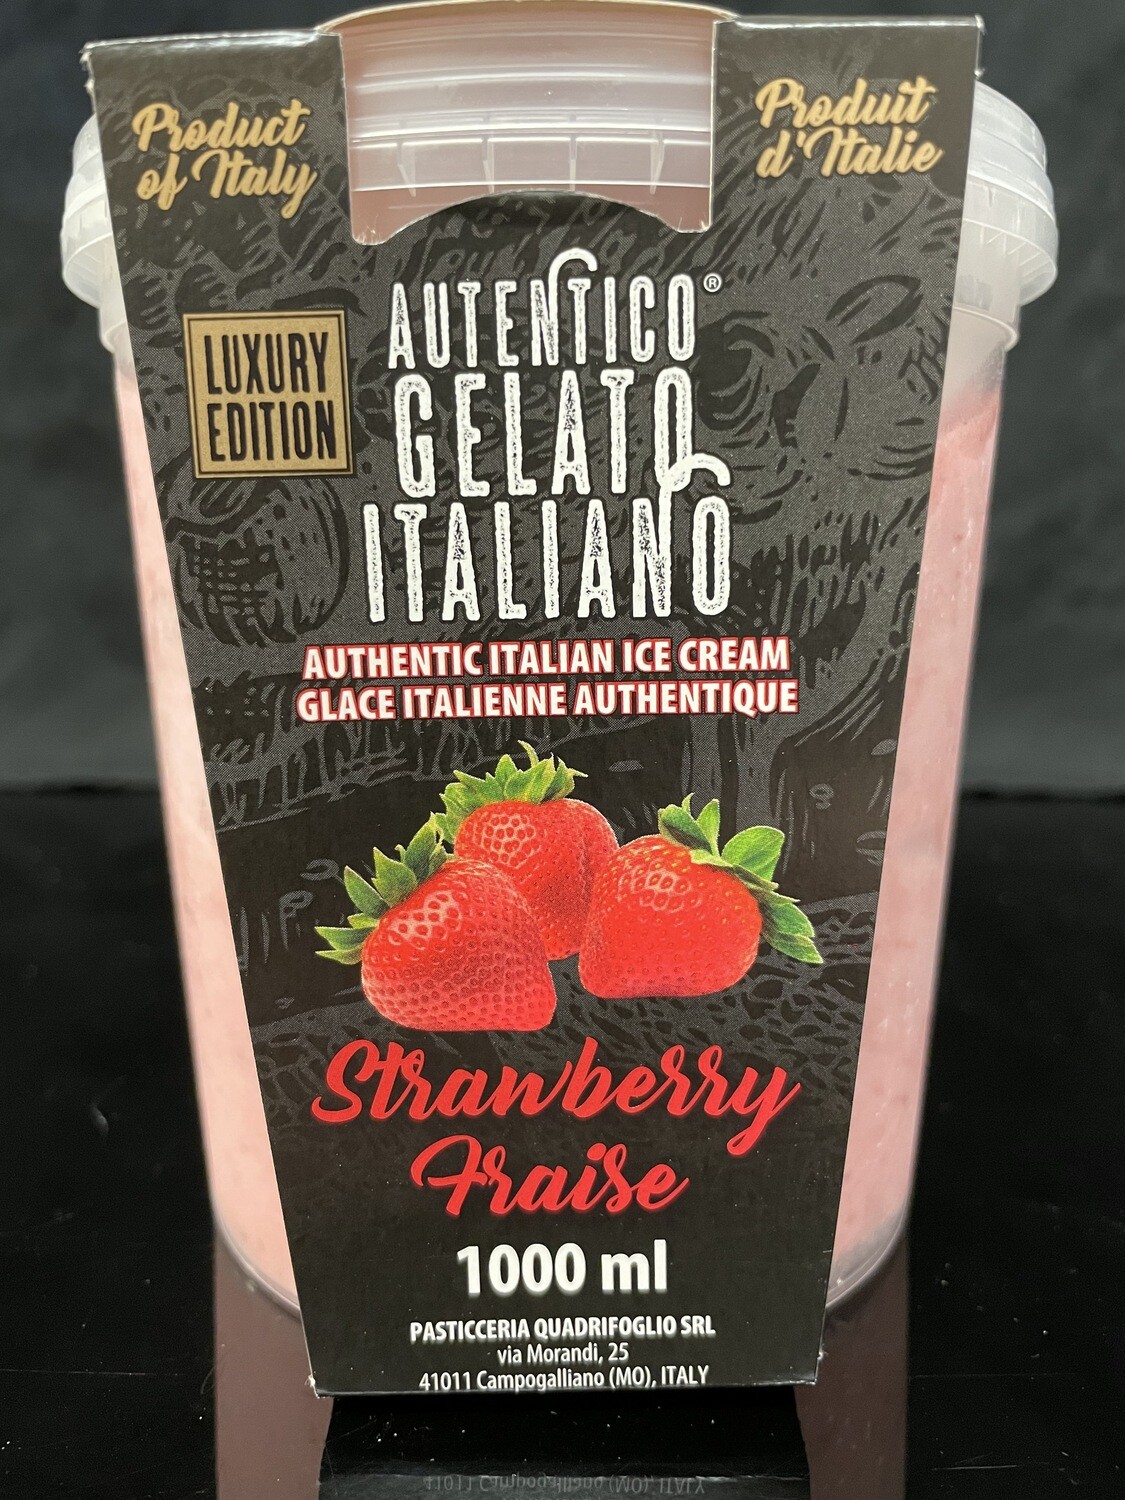 Product
of Italy
Produit
d'Italie
LUXURY
EDITION
AUTENTICO®
GELATO
ITALIANO
AUTHENTIC ITALIAN ICE CREAM
GLACE ITALIENNE AUTHENTIQUE
Strawberry
Fraise
1000 ml
PASTICCERIA QUADRIFOGLIO SRL
via Morandi, 25
41011 Campogalliano (MO), ITALY